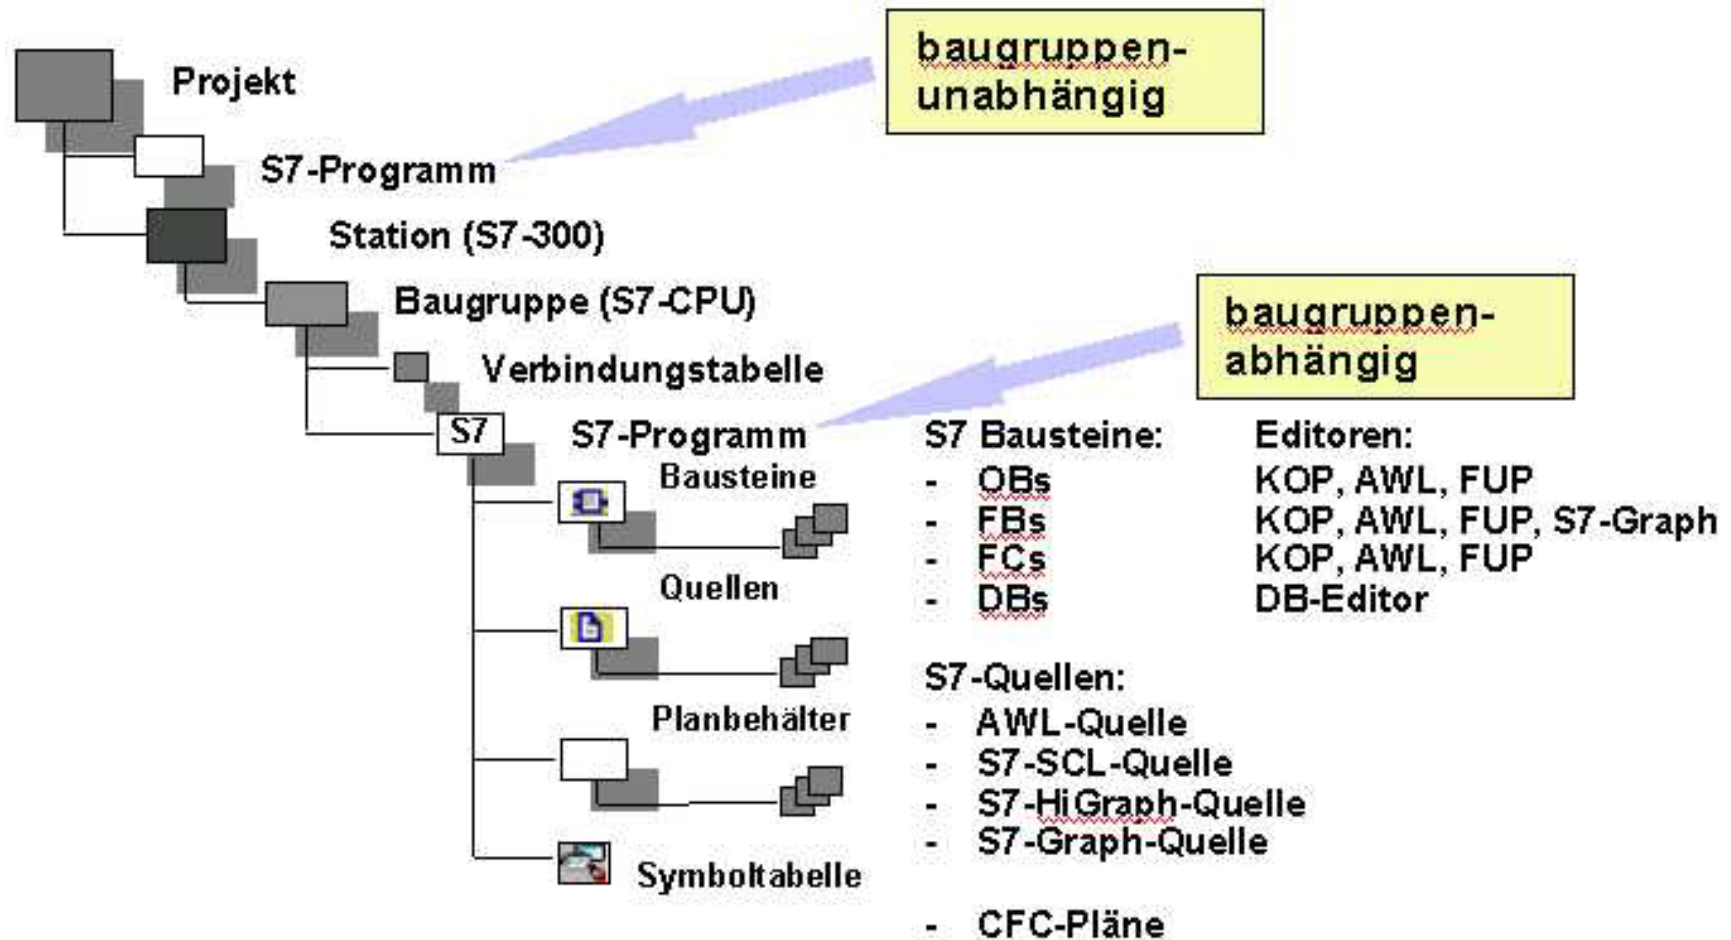 baugruppen-
unabhängig
Projekt
S7-Programm
Station (S7-300)
Baugruppe (S7-CPU)
baugruppen-
abhängig
Verbindungstabelle
S7
S7-Programm
Bausteine
Quellen
Planbehälter
Symboltabelle
S7 Bausteine: Editoren:
- OBs KOP, AWL, FUP
- FBs KOP, AWL, FUP, S7-Graph
- FCs KOP, AWL, FUP
- DBs DB-Editor
S7-Quellen:
- AWL-Quelle
- S7-SCL-Quelle
- S7-HiGraph-Quelle
- S7-Graph-Quelle
- CFC-Pläne